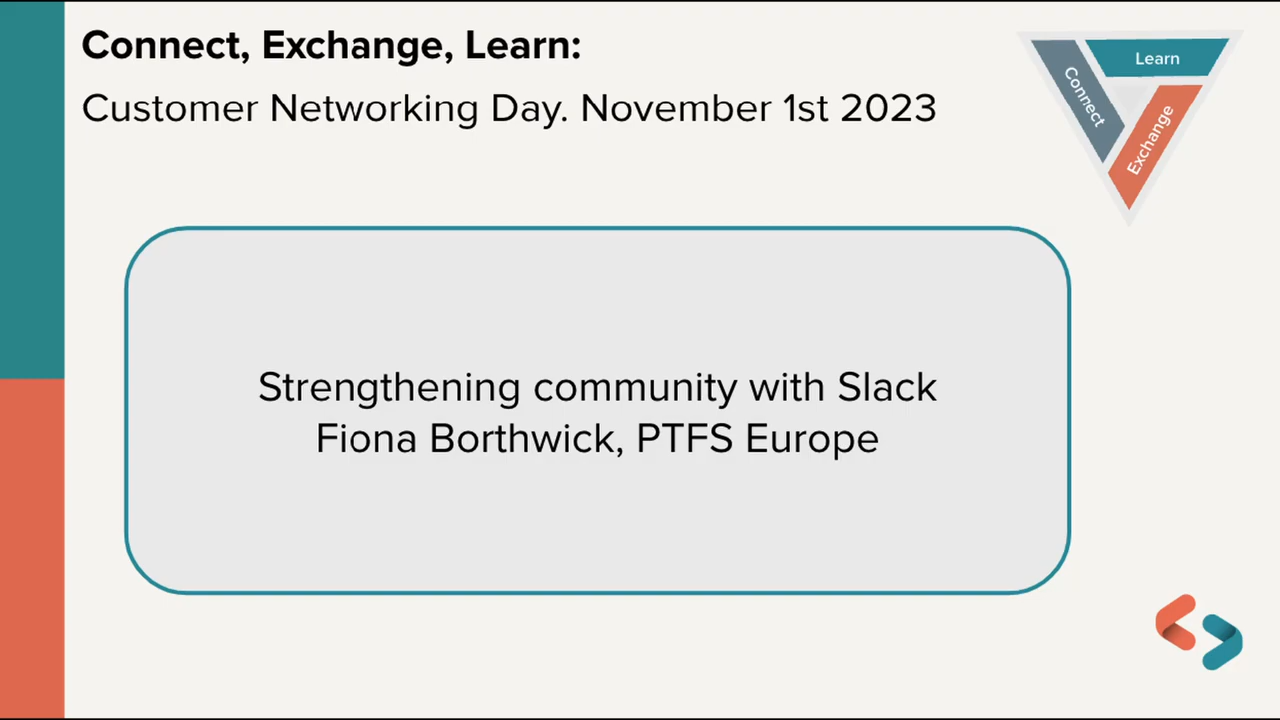 Connect, Exchange, Learn:
Customer Networking Day. November 1st 2023
Learn
Connect
Exchange
Strengthening community with Slack
Fiona Borthwick, PTFS Europe